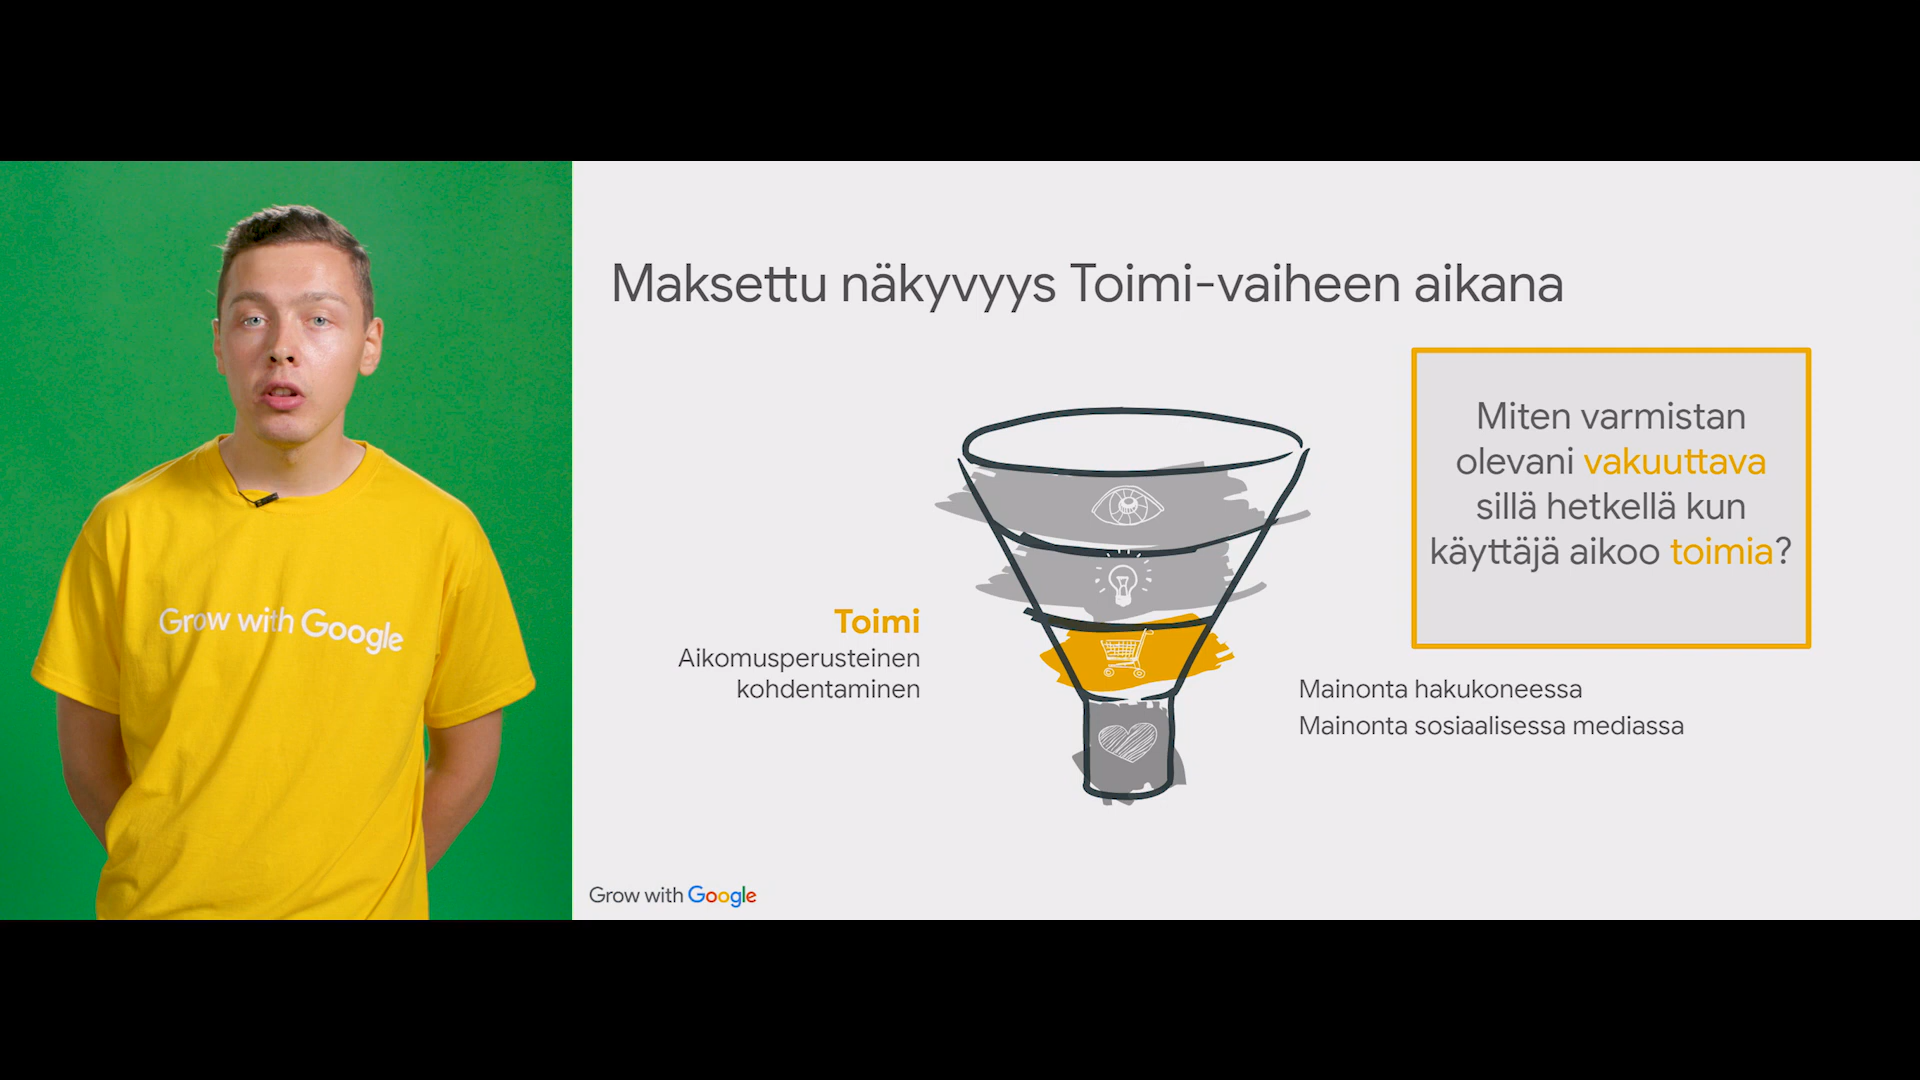 Maksettu näkyvyys Toimi-vaiheen aikana
Miten varmistan
olevani vakuuttava
sillä hetkellä kun
käyttäjä aikoo toimia?
Toimi
Aikomusperusteinen
kohdentaminen
Mainonta hakukoneessa
Mainonta sosiaalisessa mediassa
Grow with Google
Grow with Google